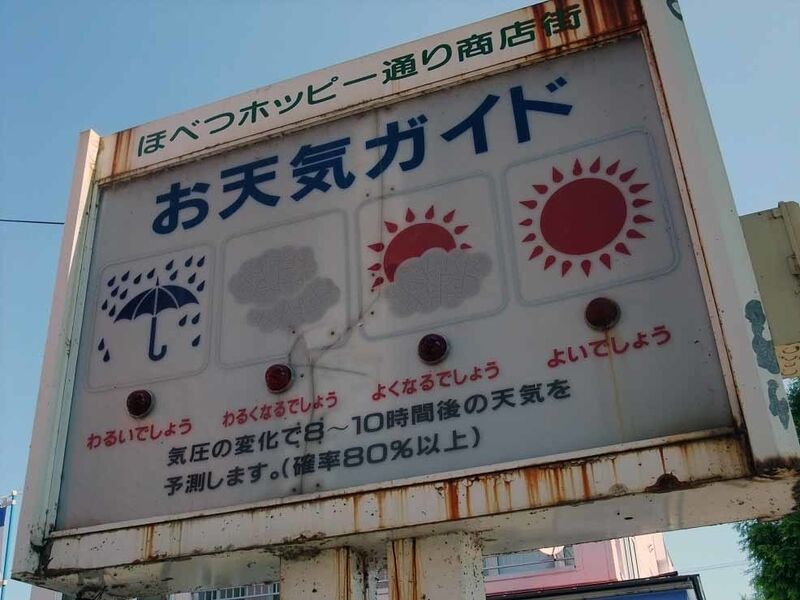 ほべつホッピー通り商店街
お天気ガイド
わるいでしょう
わるくなるでしょう
よくなるでしょう
よいでしょう
気圧の変化で8～10時間後の天気を
予測します。(確率80%以上)